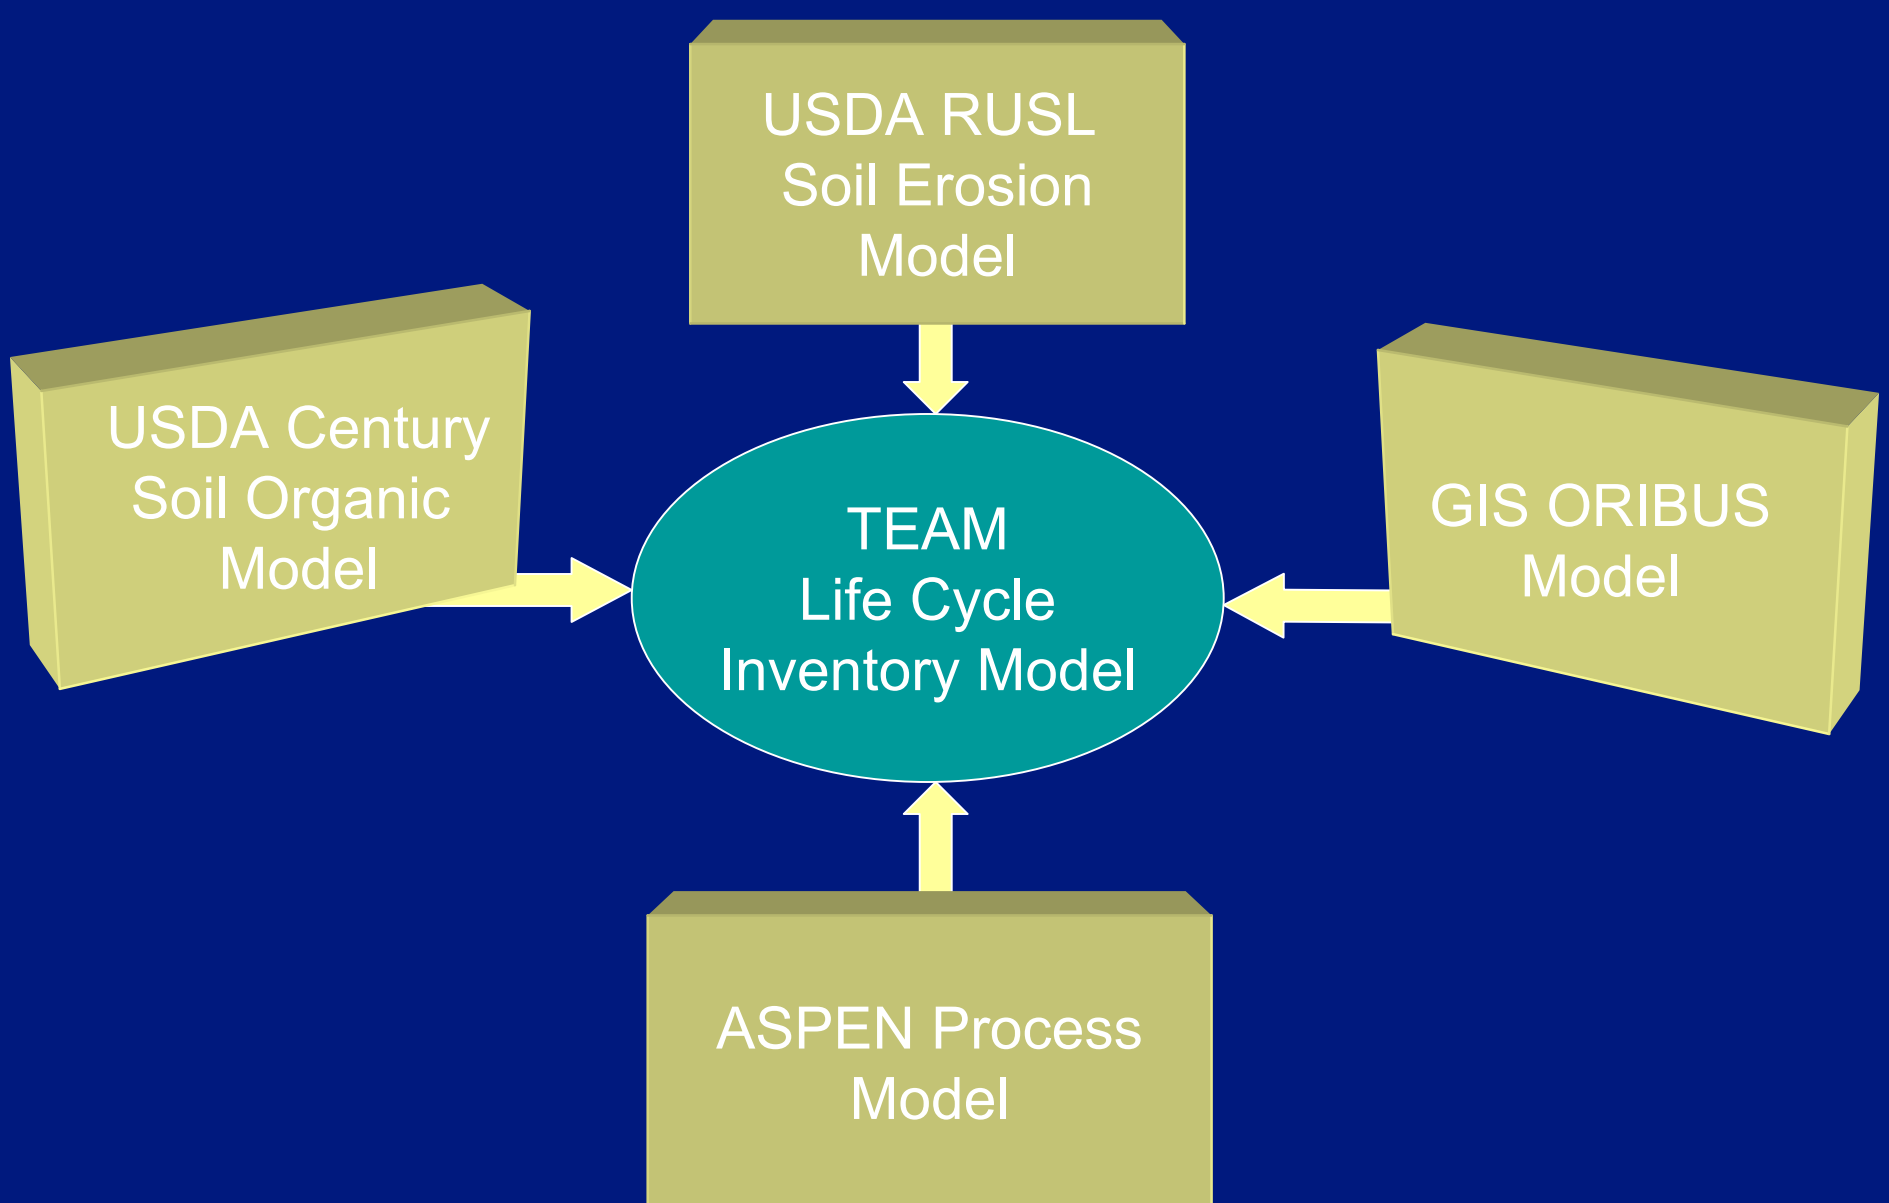 USDA RUSL
Soil Erosion
Model
USDA Century
Soil Organic
Model
TEAM
Life Cycle
Inventory Model
GIS ORIBUS
Model
ASPEN Process
Model